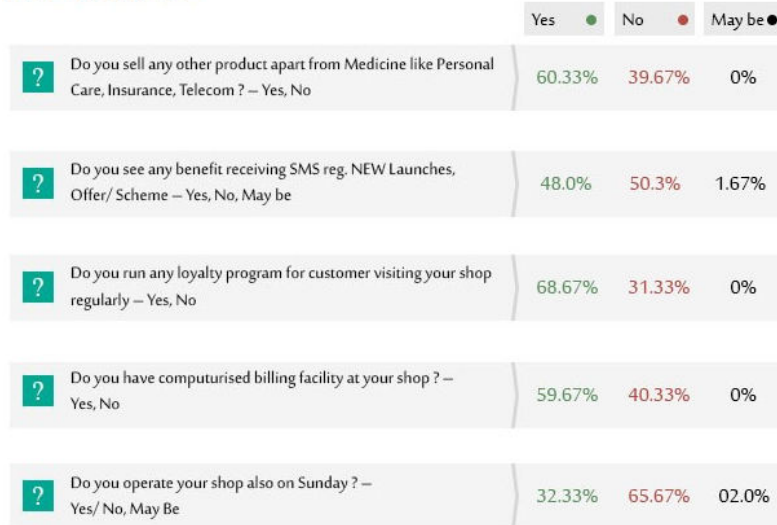 Yes No May be
Do you sell any other product apart from Medicine like Personal
Care, Insurance, Telecom ? – Yes, No
60.33% 39.67% 0%
Do you see any benefit receiving SMS reg. NEW Launches,
Offer/ Scheme – Yes, No, May be
48.0% 50.3% 1.67%
Do you run any loyalty program for customer visiting your shop
regularly – Yes, No
68.67% 31.33% 0%
Do you have computurised billing facility at your shop ? –
Yes, No
59.67% 40.33% 0%
Do you operate your shop also on Sunday ? –
Yes/ No, May Be
32.33% 65.67% 02.0%